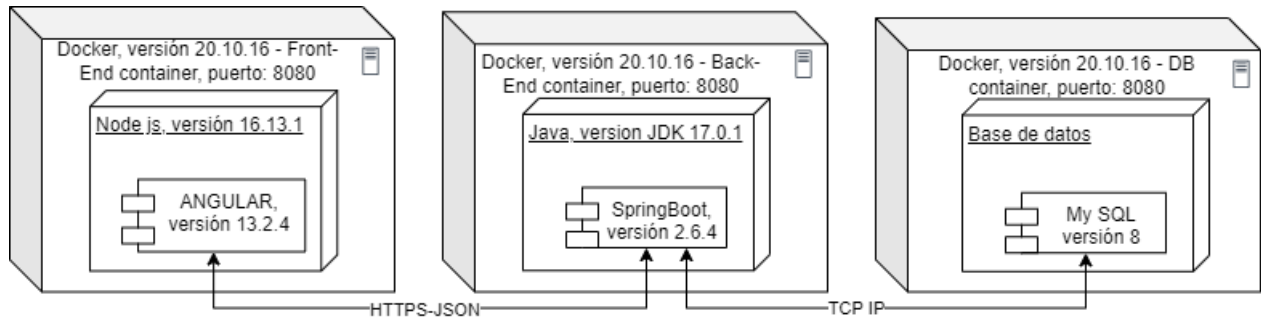 Docker, versión 20.10.16 - Front-
End container, puerto: 8080
Node js, versión 16.13.1
ANGULAR,
versión 13.2.4
Docker, versión 20.10.16 - Back-
End container, puerto: 8080
Java, version JDK 17.0.1
SpringBoot,
versión 2.6.4
Docker, versión 20.10.16 - DB
container, puerto: 8080
Base de datos
My SQL
versión 8
HTTPS-JSON
TCP IP